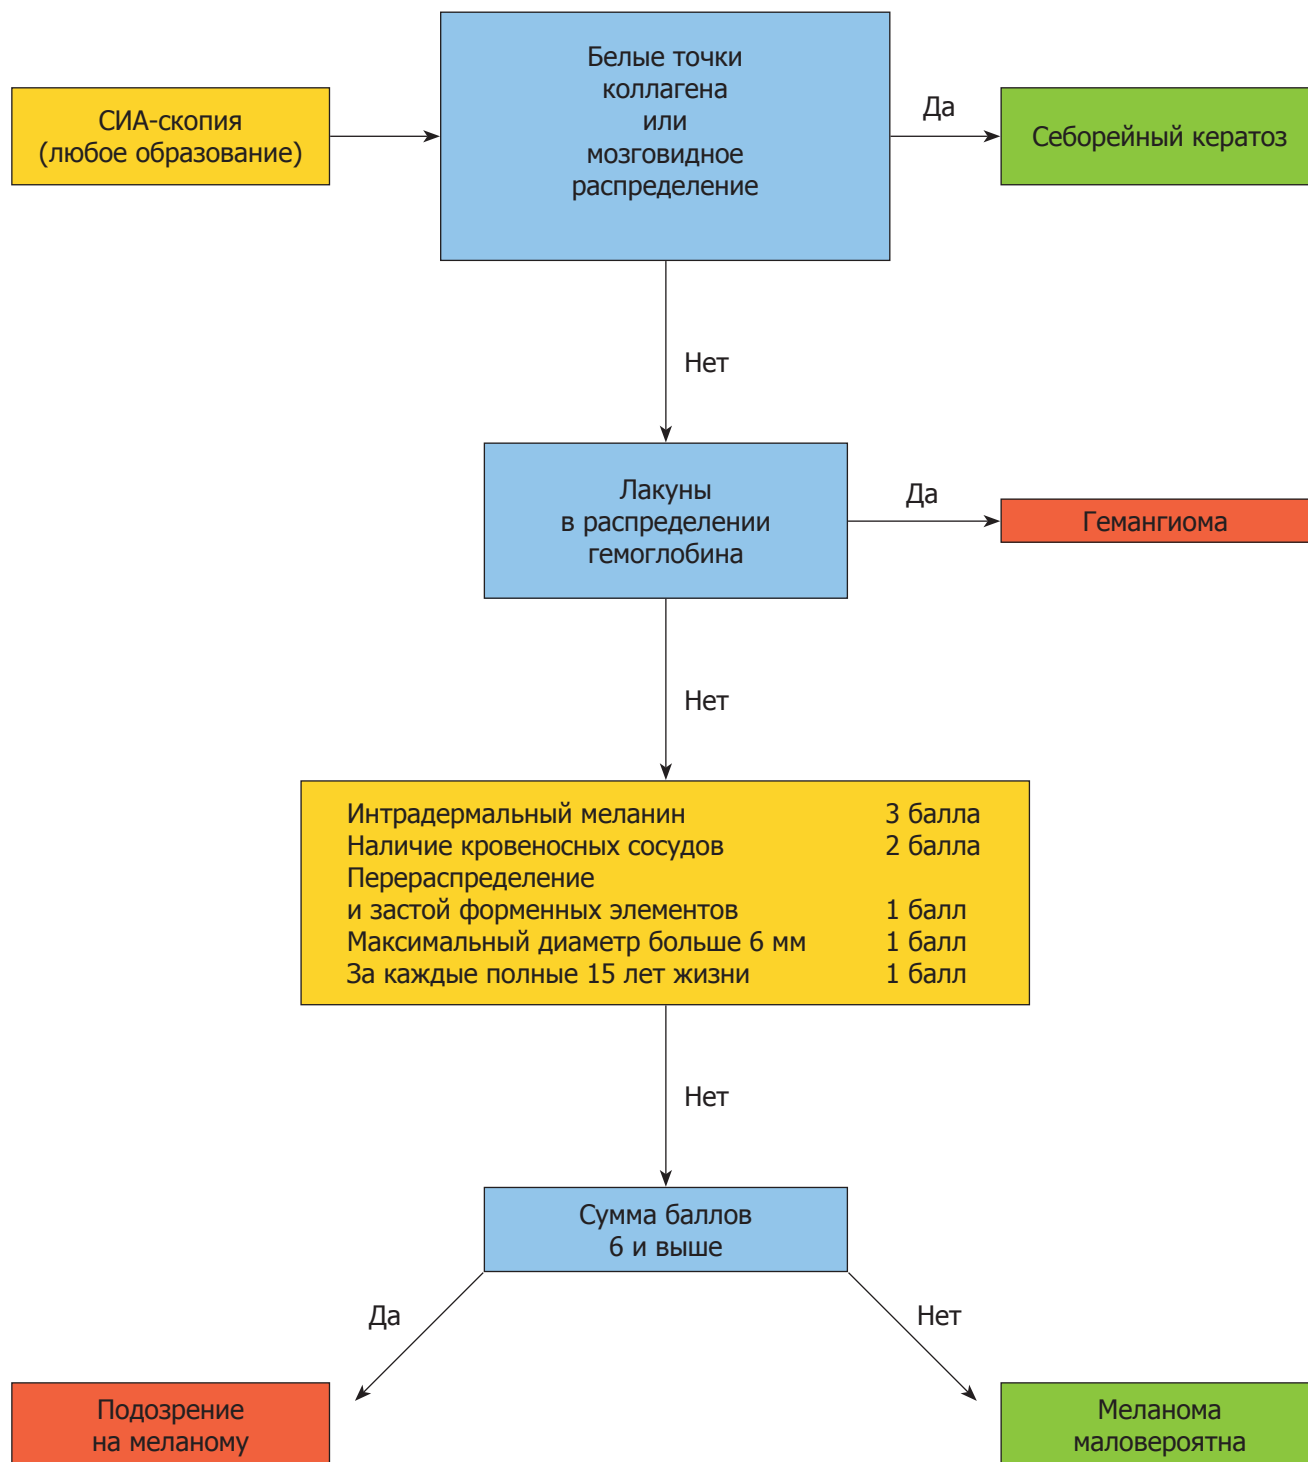 СИА-скопия
(любое образование)
Белые точки
коллагена
или
мозговидное
распределение
Да
Себорейный кератоз
Нет
Лакуны
в распределении
гемоглобина
Да
Гемангиома
Нет
Интрадермальный меланин 3 балла
Наличие кровеносных сосудов 2 балла
Перераспределение
и застой форменных элементов 1 балл
Максимальный диаметр больше 6 мм 1 балл
За каждые полные 15 лет жизни 1 балл
Нет
Сумма баллов
6 и выше
Да
Нет
Подозрение
на меланому
Меланома
маловероятна